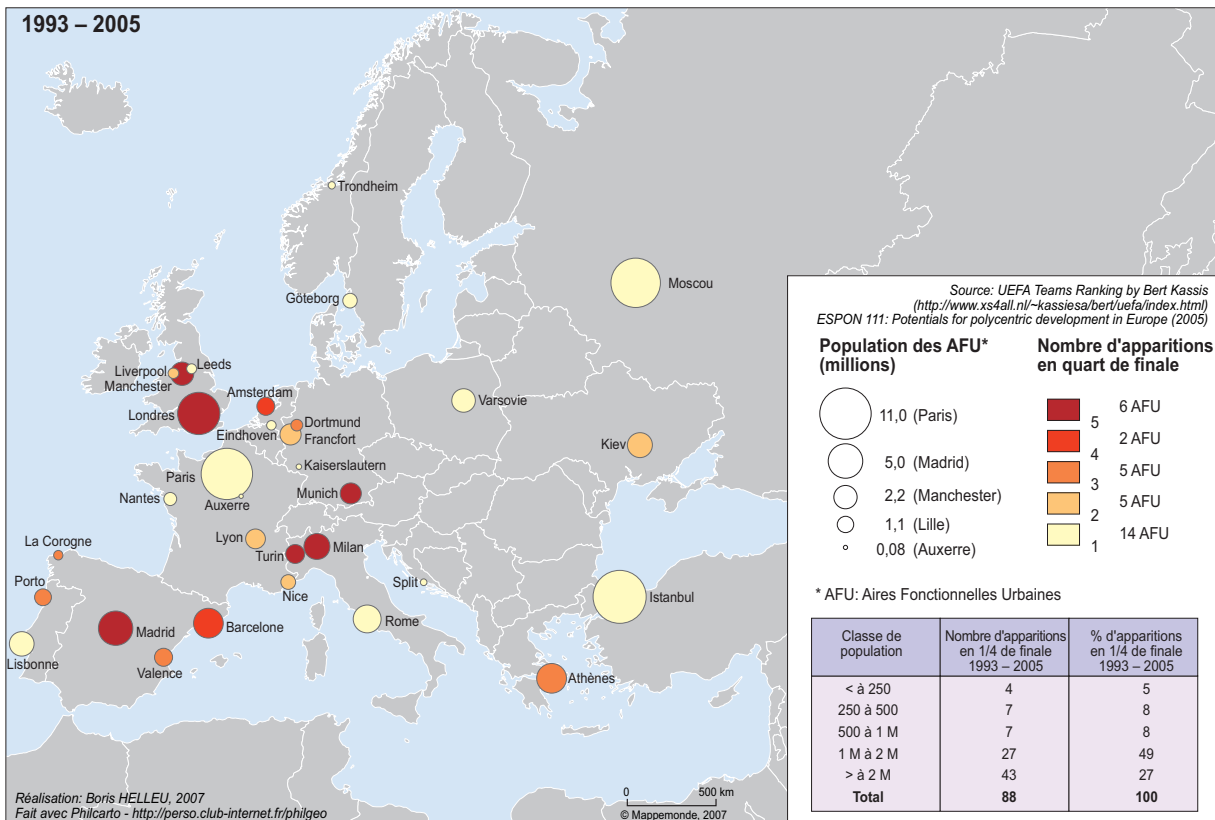 1993 – 2005
Trondheim
Moscou
Göteborg
Leeds
Liverpool
Manchester
Amsterdam
Londres
Dortmund
Eindhoven
Francfort
Varsovie
Kiev
Kaiserslautern
Paris
Munich
Nantes
Auxerre
Lyon
La Corogne
Turin
Milan
Porto
Nice
Split
Istanbul
Rome
Madrid
Barcelone
Lisbonne
Valence
Athènes
Réalisation: Boris HELLEU, 2007
Fait avec Philcarto - http://perso.club-internet.fr/philgeo
0 500 km
© Mappemonde, 2007
Source: UEFA Teams Ranking by Bert Kassis
(http://www.xs4all.nl/~kassiesa/bert/uefa/index.html)
ESPON 111: Potentials for polycentric development in Europe (2005)
Population des AFU*
(millions)
11,0 (Paris)
5,0 (Madrid)
2,2 (Manchester)
1,1 (Lille)
0,08 (Auxerre)
Nombre d'apparitions
en quart de finale
6 AFU
5
2 AFU
4
5 AFU
3
5 AFU
2
14 AFU
1
* AFU: Aires Fonctionnelles Urbaines
Classe de
population
Nombre d'apparitions
en 1/4 de finale
1993 – 2005
% d'apparitions
en 1/4 de finale
1993 – 2005
< à 250 4 5
250 à 500 7 8
500 à 1 M 7 8
1 M à 2 M 27 49
> à 2 M 43 27
Total 88 100